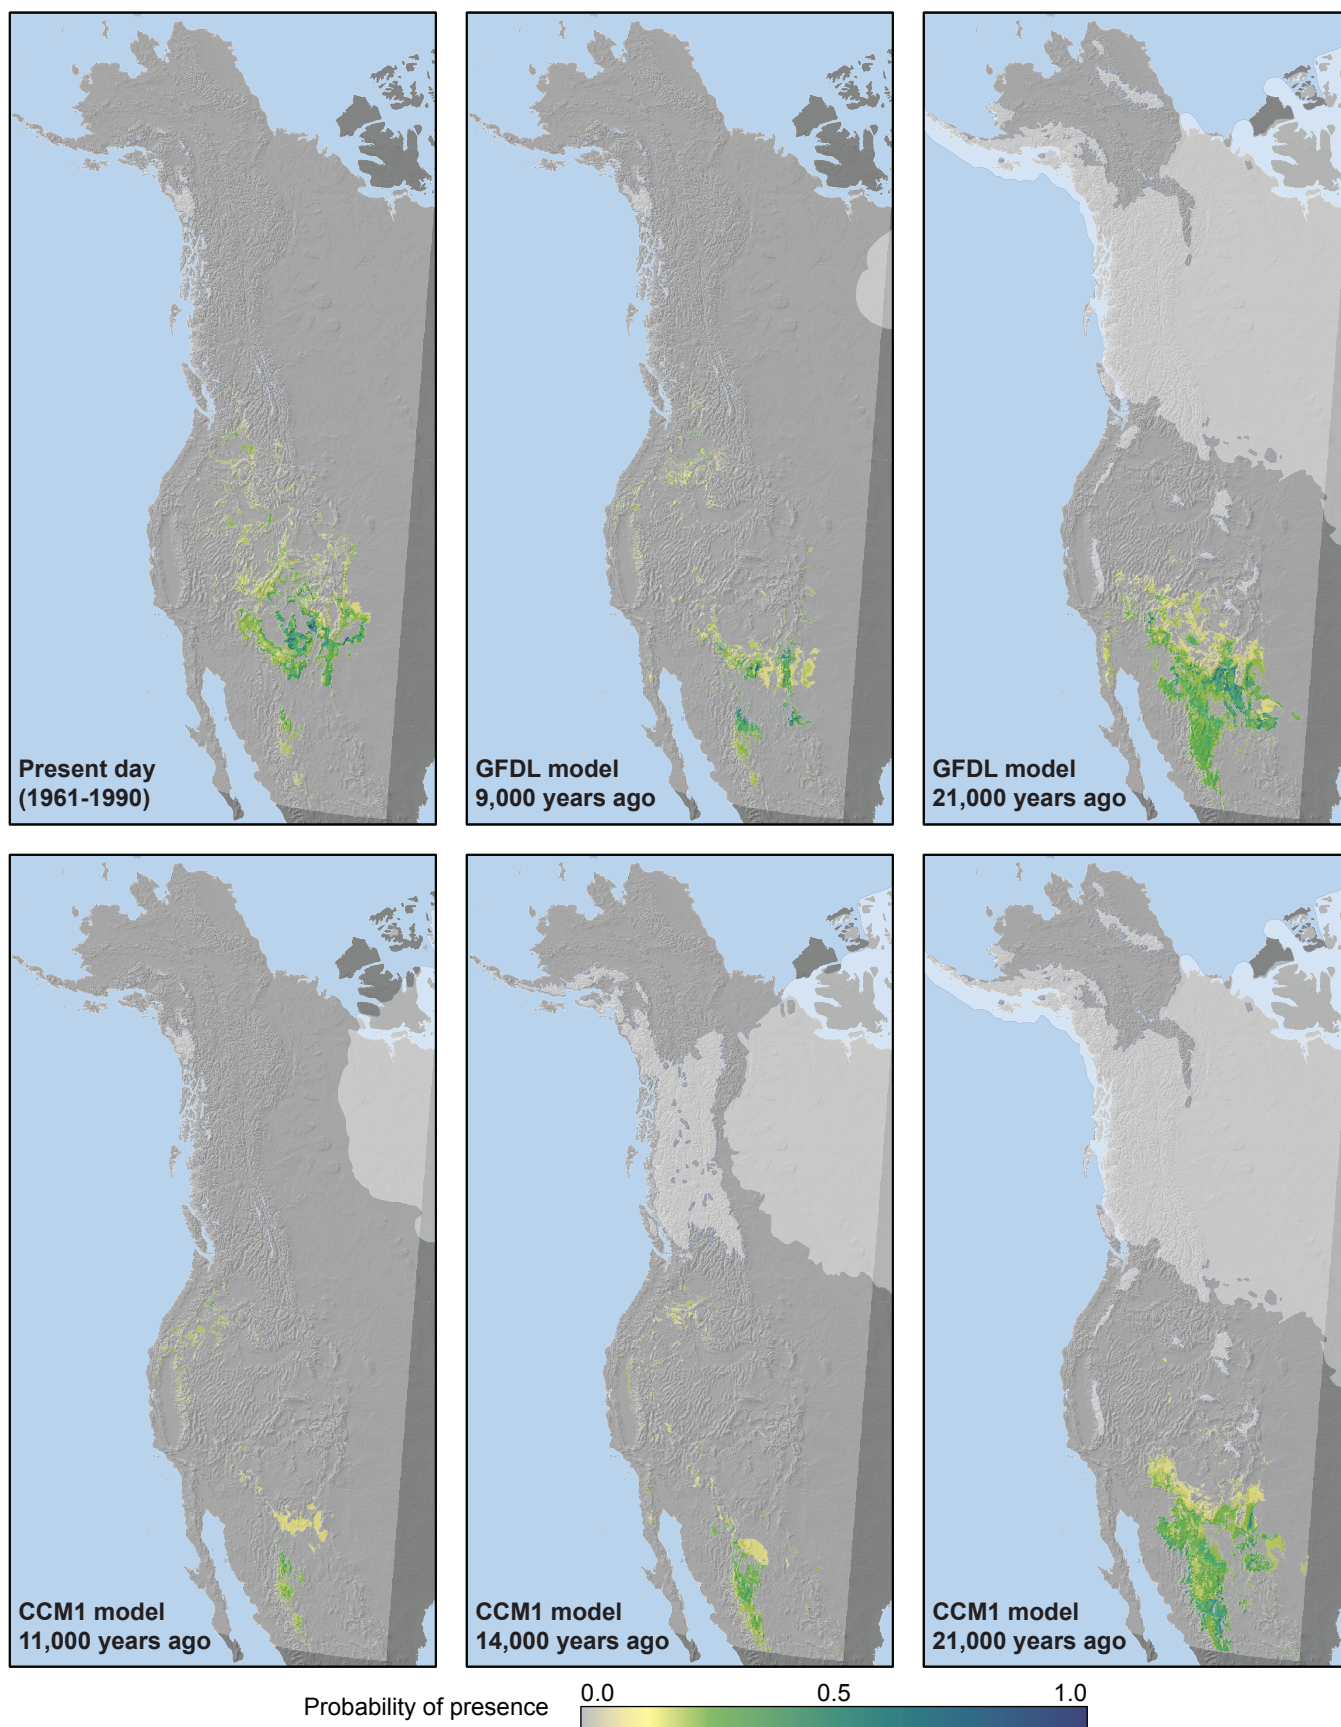 Present day
(1961-1990)
GFDL model
9,000 years ago
GFDL model
21,000 years ago
CCM1 model
11,000 years ago
CCM1 model
14,000 years ago
CCM1 model
21,000 years ago
Probability of presence
0.0 0.5 1.0